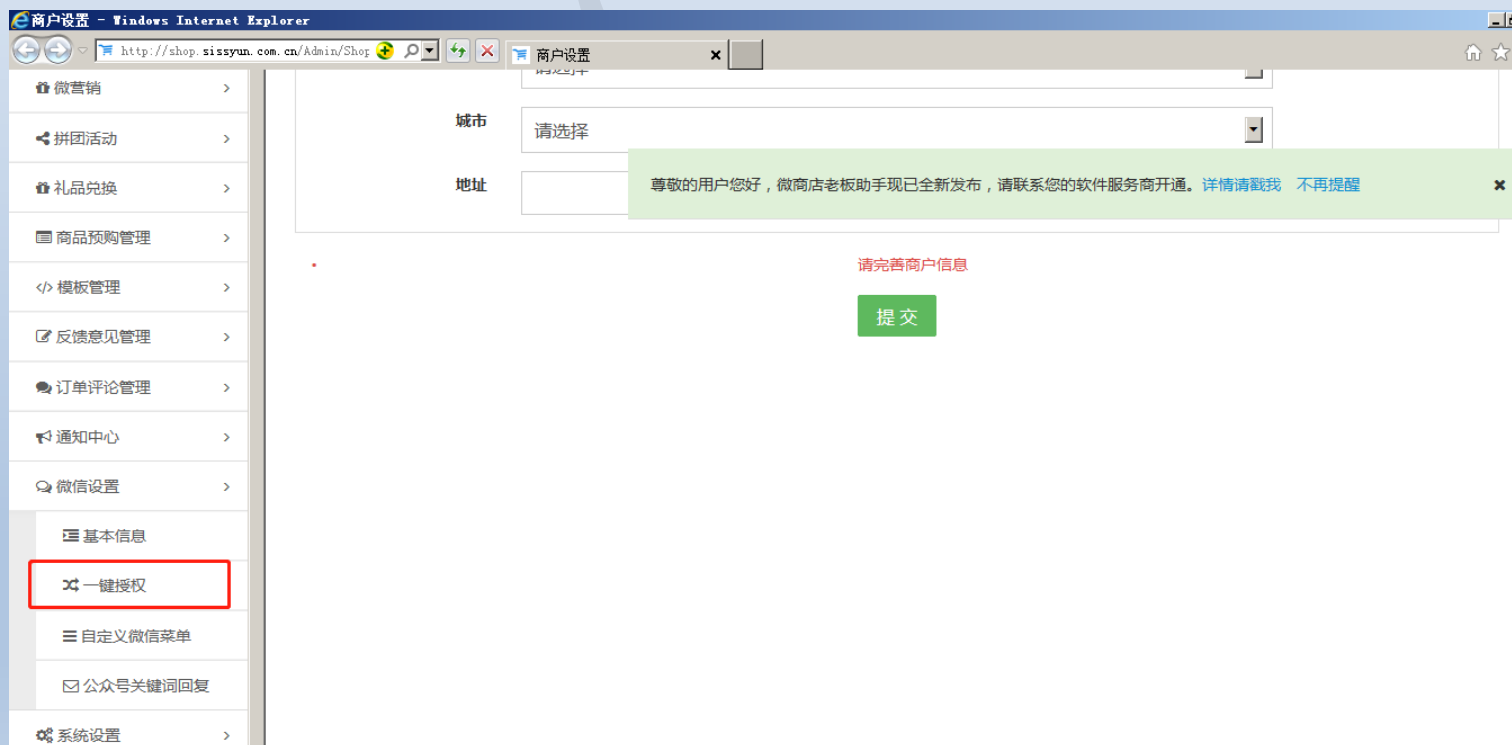 商户设置 - Windows Internet Explorer
http://shop.sissyun.com.cn/Admin/Shop
商户设置
微营销
拼团活动
礼品兑换
商品预购管理
模板管理
反馈意见管理
订单评论管理
通知中心
微信设置
基本信息
一键授权
自定义微信菜单
公众号关键词回复
系统设置
请选择
城市
请选择
地址
尊敬的用户您好，微商店老板助手现已全新发布，请联系您的软件服务商开通。详情请戳我 不再提醒
请完善商户信息
提交